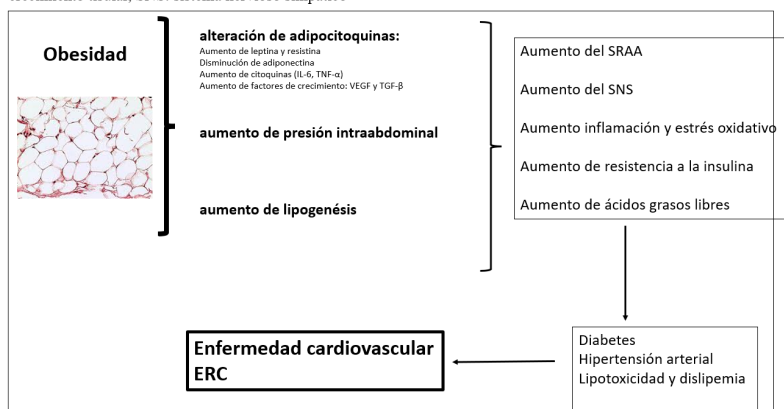 Obesidad
alteración de adipocitoquinas:
Aumento de leptina y resistina
Disminución de adiponectina
Aumento de citoquinas (IL-6, TNF-α)
Aumento de factores de crecimiento: VEGF y TGF-β
aumento de presión intraabdominal
aumento de lipogenésis
Aumento del SRAA
Aumento del SNS
Aumento inflamación y estrés oxidativo
Aumento de resistencia a la insulina
Aumento de ácidos grasos libres
Diabetes
Hipertensión arterial
Lipotoxicidad y dislipemia
Enfermedad cardiovascular
ERC